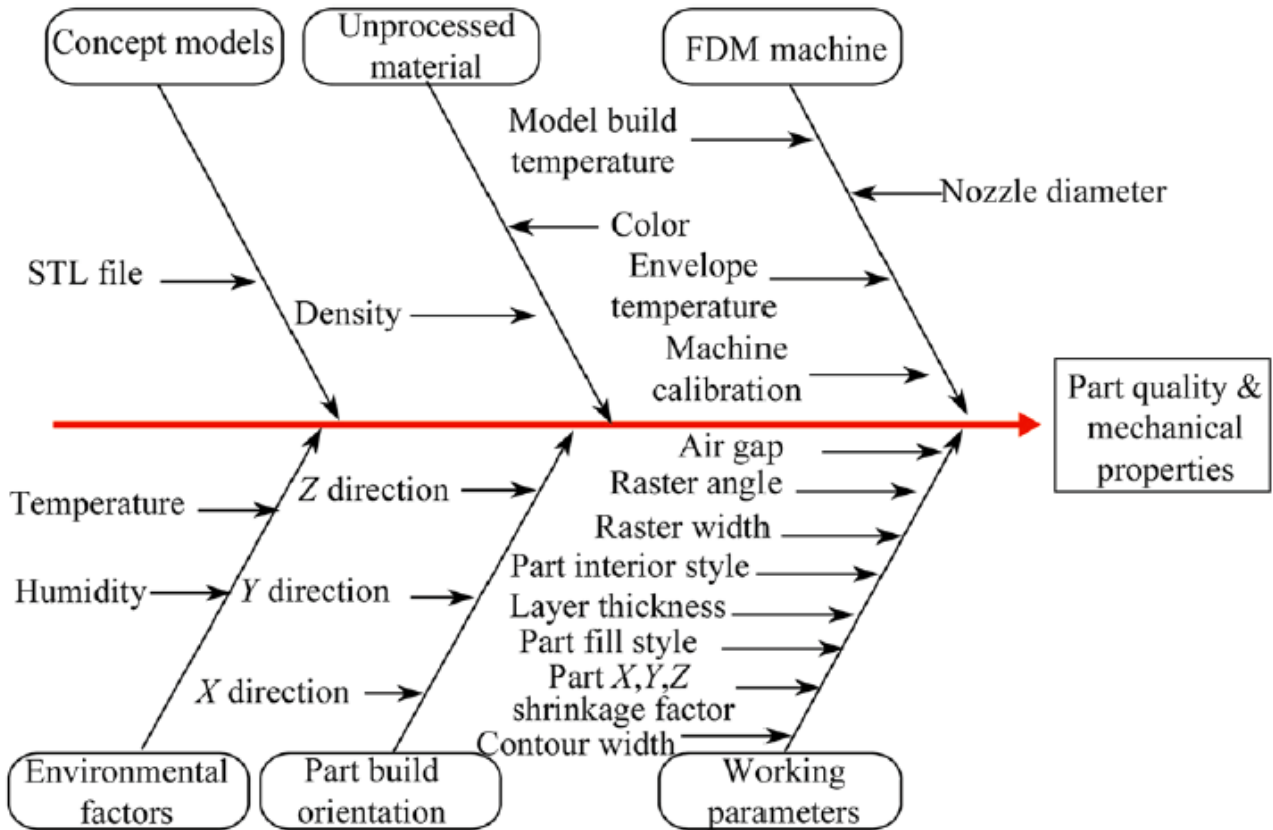 Concept models
Unprocessed
material
FDM machine
Model build
temperature
Nozzle diameter
Color
Envelope
temperature
STL file
Density
Machine
calibration
Part quality &
mechanical
properties
Air gap
Raster angle
Raster width
Part interior style
Layer thickness
Part fill style
Part X,Y,Z
shrinkage factor
Contour width
Z direction
Y direction
X direction
Temperature
Humidity
Environmental
factors
Part build
orientation
Working
parameters